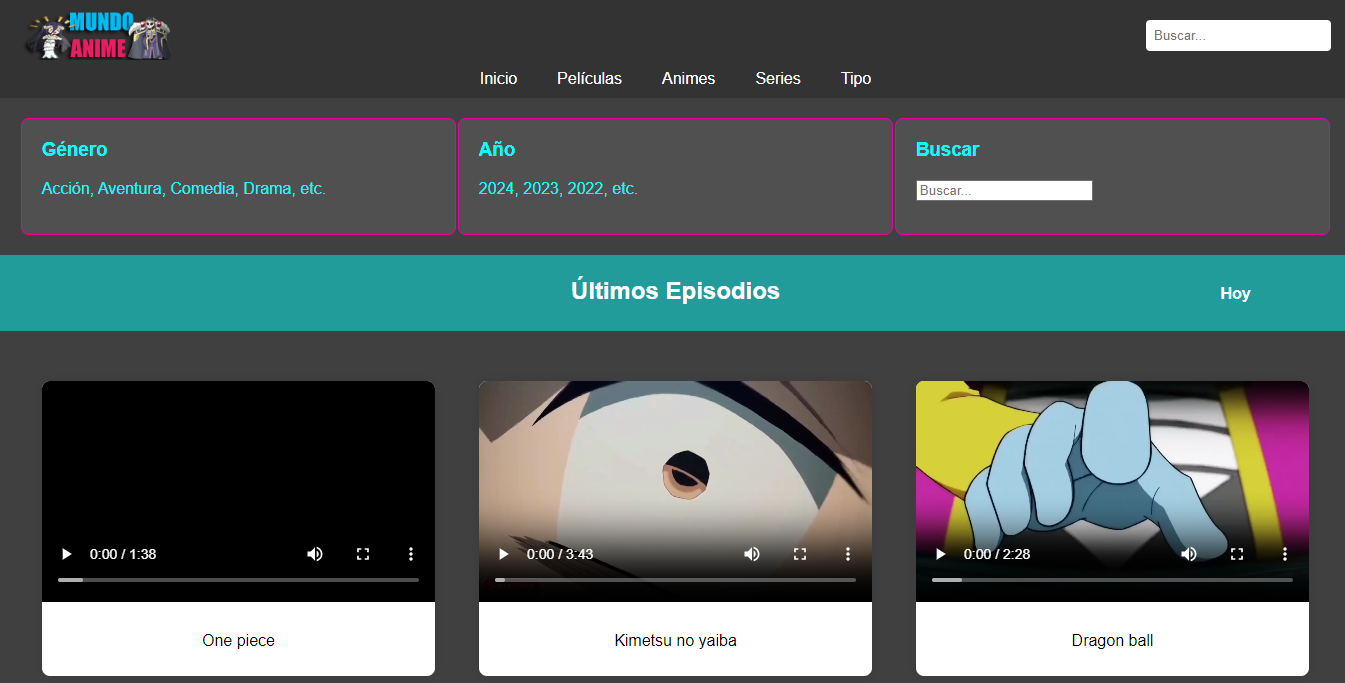 MUNDO
ANIME
Buscar...
Inicio Películas Animes Series Tipo
Género
Acción, Aventura, Comedia, Drama, etc.
Año
2024, 2023, 2022, etc.
Buscar
Buscar...
Últimos Episodios
Hoy
0:00 / 1:38
One piece
0:00 / 3:43
Kimetsu no yaiba
0:00 / 2:28
Dragon ball